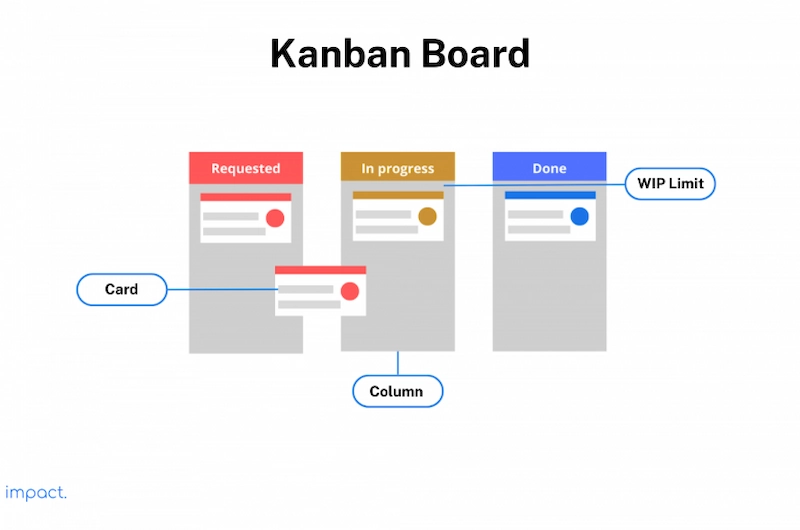 Kanban Board
Requested
In progress
Done
WIP Limit
Card
Column
impact.